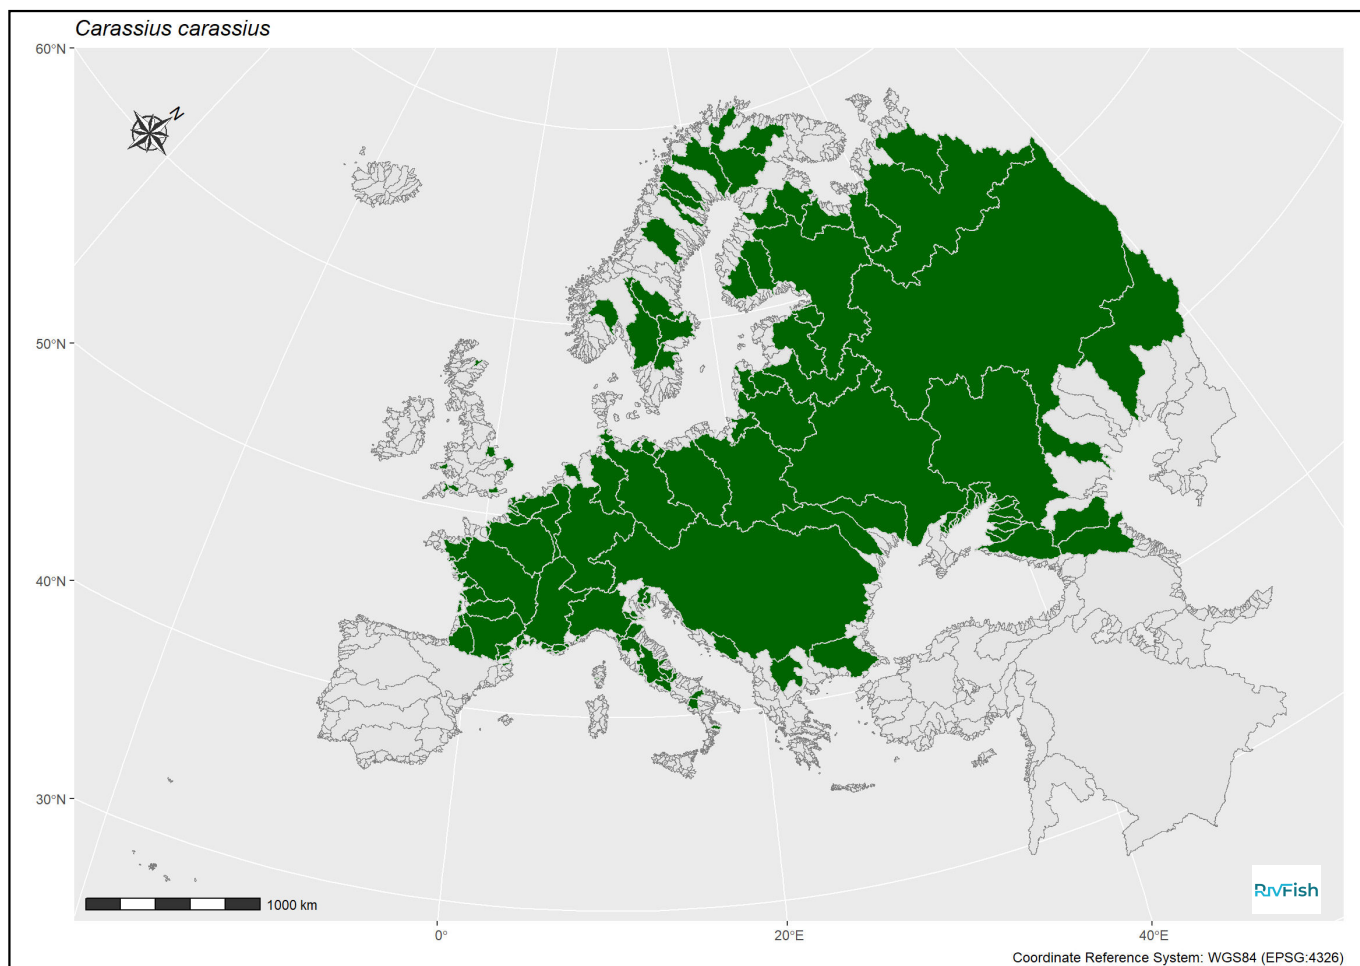 Carassius carassius
60°N
N
50°N
40°N
30°N
1000 km
RivFish
0°
20°E
40°E
Coordinate Reference System: WGS84 (EPSG:4326)